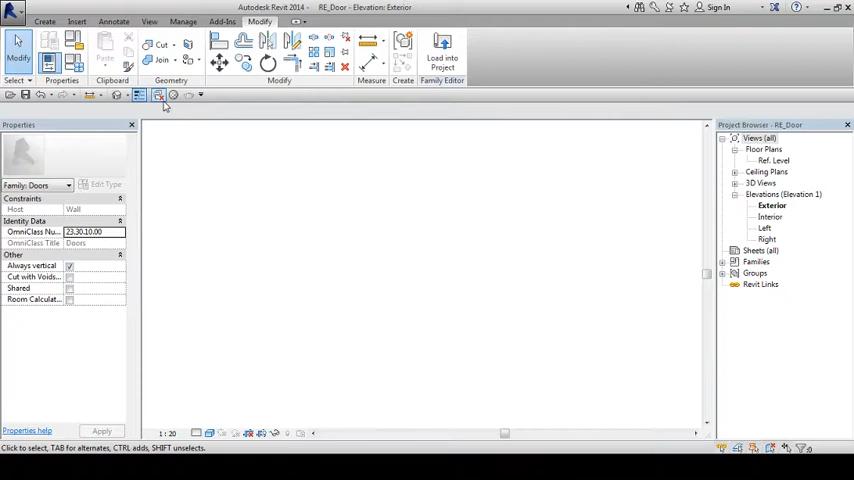 Autodesk Revit 2014 - RE_Door - Elevation: Exterior
Sign In
Create Insert Annotate View Manage Add-Ins Modify
Modify
Paste
Cut
Join
Load into
Project
Select Properties Clipboard Geometry Modify Measure Create Family Editor
Properties
Family: Doors
Edit Type
Constraints
Host Wall
Identity Data
OmniClass Nu... 23.30.10.00
OmniClass Title Doors
Other
Always vertical
Cut with Voids...
Shared
Room Calculat...
Properties help
Apply
1 : 20
Project Browser - RE_Door
Views (all)
Floor Plans
Ref. Level
Ceiling Plans
3D Views
Elevations (Elevation 1)
Exterior
Interior
Left
Right
Sheets (all)
Families
Groups
Revit Links
Click to select, TAB for alternates, CTRL adds, SHIFT unselects.
:0